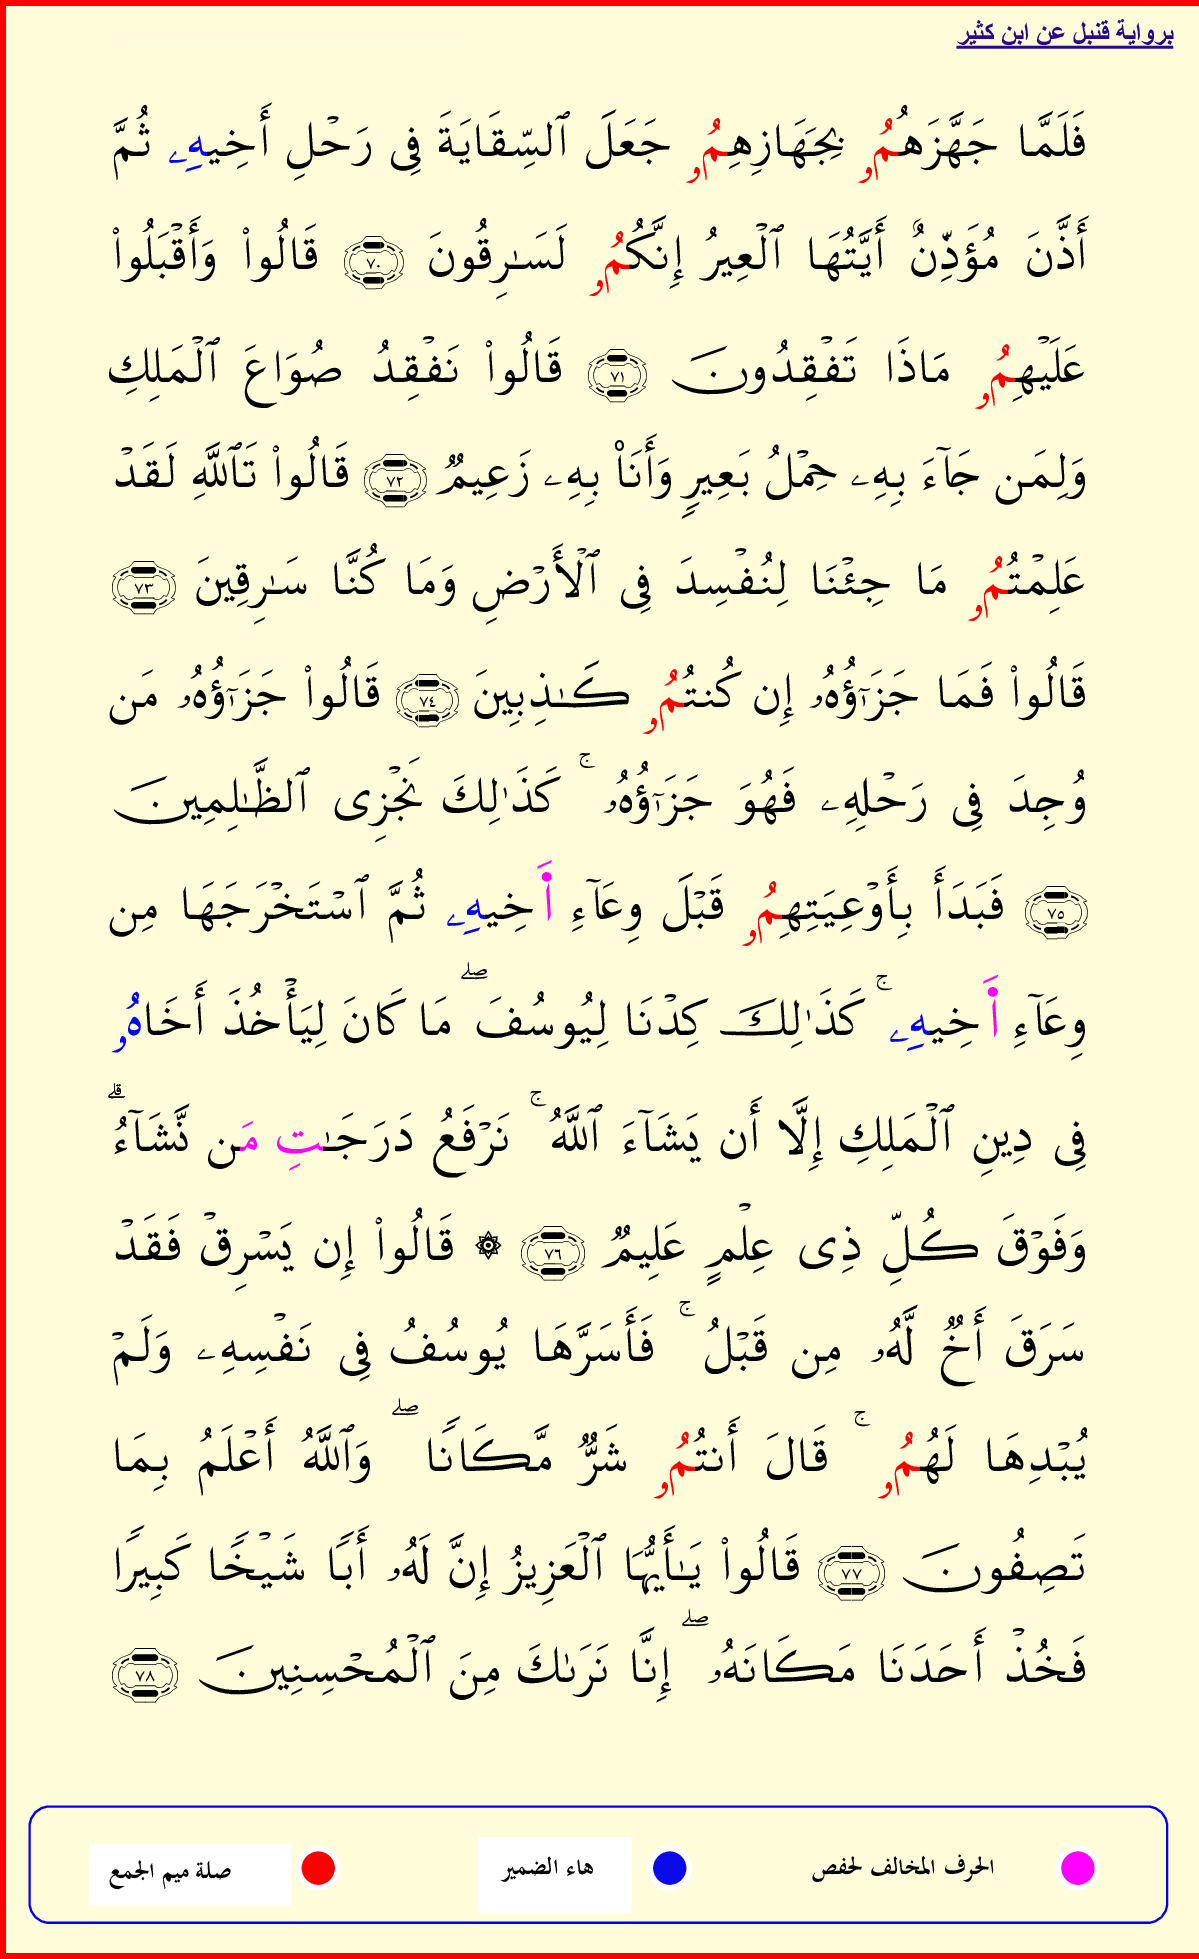 برواية قنبل عن ابن كثير
فَلَمَّا جَهَّزَهُمُۥ بِجَهَازِهِمُۥ جَعَلَ ٱلسِّقَايَةَ فِى رَحْلِ أَخِيهِۦ ثُمَّ
أَذَّنَ مُؤَذِّنٌ أَيَّتُهَا ٱلْعِيرُ إِنَّكُمُۥ لَسَـٰرِقُونَ ٧٠ قَالُوا۟ وَأَقْبَلُوا۟
عَلَيْهِمُۥ مَاذَا تَفْقِدُونَ ٧١ قَالُوا۟ نَفْقِدُ صُوَاعَ ٱلْمَلِكِ
وَلِمَن جَآءَ بِهِۦ حِمْلُ بَعِيرٍ وَأَنَا۠ بِهِۦ زَعِيمٌ ٧٢ قَالُوا۟ تَٱللَّهِ لَقَدْ
عَلِمْتُمُۥ مَا جِئْنَا لِنُفْسِدَ فِى ٱلْأَرْضِ وَمَا كُنَّا سَـٰرِقِينَ ٧٣
قَالُوا۟ فَمَا جَزَٰٓؤُهُۥ إِن كُنتُمُۥ كَـٰذِبِينَ ٧٤ قَالُوا۟ جَزَٰٓؤُهُۥ مَن
وُجِدَ فِى رَحْلِهِۦ فَهُوَ جَزَٰٓؤُهُۥ ۚ كَذَٰلِكَ نَجْزِى ٱلظَّـٰلِمِينَ
٧٥ فَبَدَأَ بِأَوْعِيَتِهِمُۥ قَبْلَ وِعَآءِ اَ۬خِيهِۦ ثُمَّ ٱسْتَخْرَجَهَا مِن
وِعَآءِ اَ۬خِيهِۦ ۚ كَذَٰلِكَ كِدْنَا لِيُوسُفَ ۖ مَا كَانَ لِيَأْخُذَ أَخَاهُۥ
فِى دِينِ ٱلْمَلِكِ إِلَّا أَن يَشَآءَ ٱللَّهُ ۚ نَرْفَعُ دَرَجَـٰتِ مَن نَّشَآءُ ۗ
وَفَوْقَ كُلِّ ذِى عِلْمٍ عَلِيمٌ ٧٦ ۞ قَالُوا۟ إِن يَسْرِقْ فَقَدْ
سَرَقَ أَخٌ لَّهُۥ مِن قَبْلُ ۚ فَأَسَرَّهَا يُوسُفُ فِى نَفْسِهِۦ وَلَمْ
يُبْدِهَا لَهُمُۥ ۚ قَالَ أَنتُمُۥ شَرٌّ مَّكَانًا ۖ وَٱللَّهُ أَعْلَمُ بِمَا
تَصِفُونَ ٧٧ قَالُوا۟ يَـٰأَيُّهَا ٱلْعَزِيزُ إِنَّ لَهُۥ أَبًا شَيْخًا كَبِيرًا
فَخُذْ أَحَدَنَا مَكَانَهُۥ ۖ إِنَّا نَرَىٰكَ مِنَ ٱلْمُحْسِنِينَ ٧٨
الحرف المخالف لحفص هاء الضمير صلة ميم الجمع